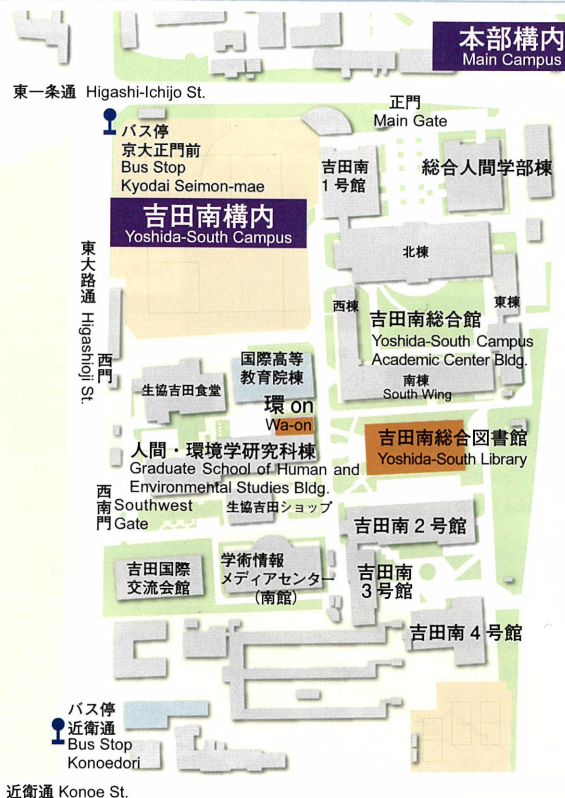 本部構内
Main Campus
東一条通 Higashi-Ichijo St.
正門
Main Gate
バス停
京大正門前
Bus Stop
Kyodai Seimon-mae
吉田南
1号館
総合人間学部棟
吉田南構内
Yoshida-South Campus
北棟
東大路通 Higashioji St.
西棟
東棟
吉田南総合館
Yoshida-South Campus
Academic Center Bldg.
南棟
South Wing
西門
国際高等
教育院棟
生協吉田食堂
環 on
Wa-on
吉田南総合図書館
Yoshida-South Library
人間・環境学研究科棟
Graduate School of Human and
Environmental Studies Bldg.
西南門
Southwest
Gate
生協吉田ショップ
吉田南2号館
吉田国際
交流会館
学術情報
メディアセンター
(南館)
吉田南
3号館
吉田南4号館
バス停
近衛通
Bus Stop
Konoedori
近衛通 Konoe St.